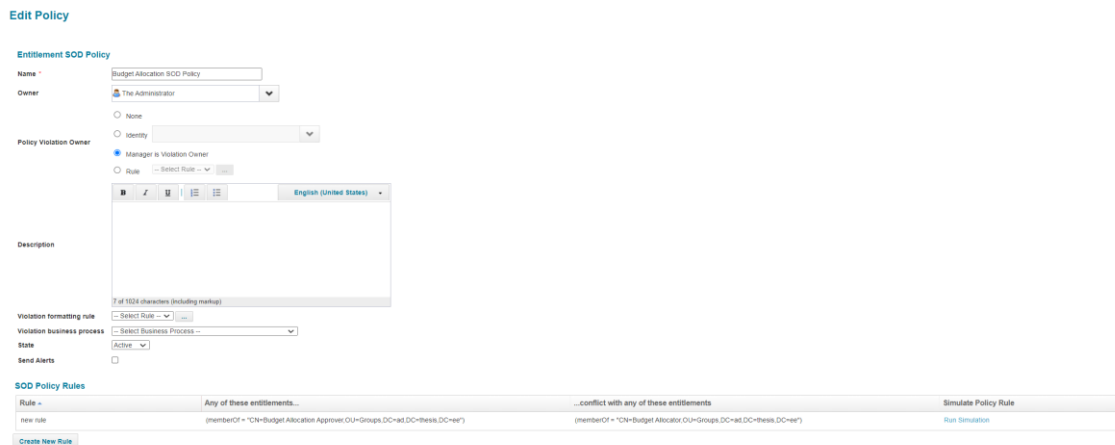 Edit Policy
Entitlement SOD Policy
Name *
Budget Allocation SOD Policy
Owner
The Administrator
Policy Violation Owner
None
Identity
Manager is Violation Owner
Rule
-- Select Rule --
...
B I U
English (United States)
Description
7 of 1024 characters (including markup)
Violation formatting rule
-- Select Rule --
...
Violation business process
-- Select Business Process --
State
Active
Send Alerts
SOD Policy Rules
Rule Any of these entitlements... ...conflict with any of these entitlements Simulate Policy Rule
new rule (memberOf = "CN=Budget Allocation Approver,OU=Groups,DC=ad,DC=thesis,DC=ee") (memberOf = "CN=Budget Allocator,OU=Groups,DC=ad,DC=thesis,DC=ee") Run Simulation
Create New Rule